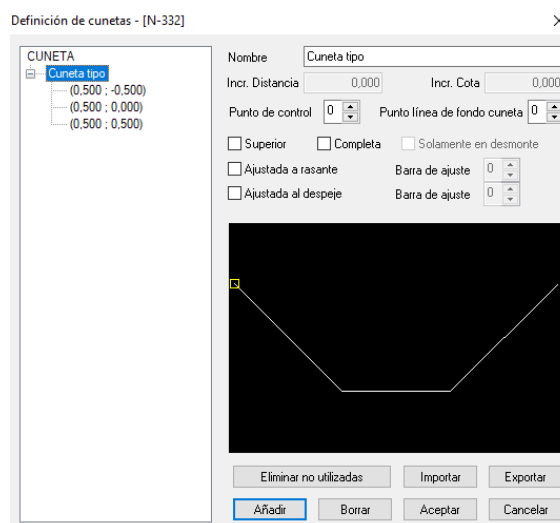 Definición de cunetas - [N-332]
CUNETA
Cuneta tipo
(0,500 ; -0,500)
(0,500 ; 0,000)
(0,500 ; 0,500)
Nombre Cuneta tipo
Incr. Distancia 0,000 Incr. Cota 0,000
Punto de control 0 Punto línea de fondo cuneta 0
Superior Completa Solamente en desmonte
Ajustada a rasante Barra de ajuste 0
Ajustada al despeje Barra de ajuste 0
Eliminar no utilizadas Importar Exportar
Añadir Borrar Aceptar Cancelar